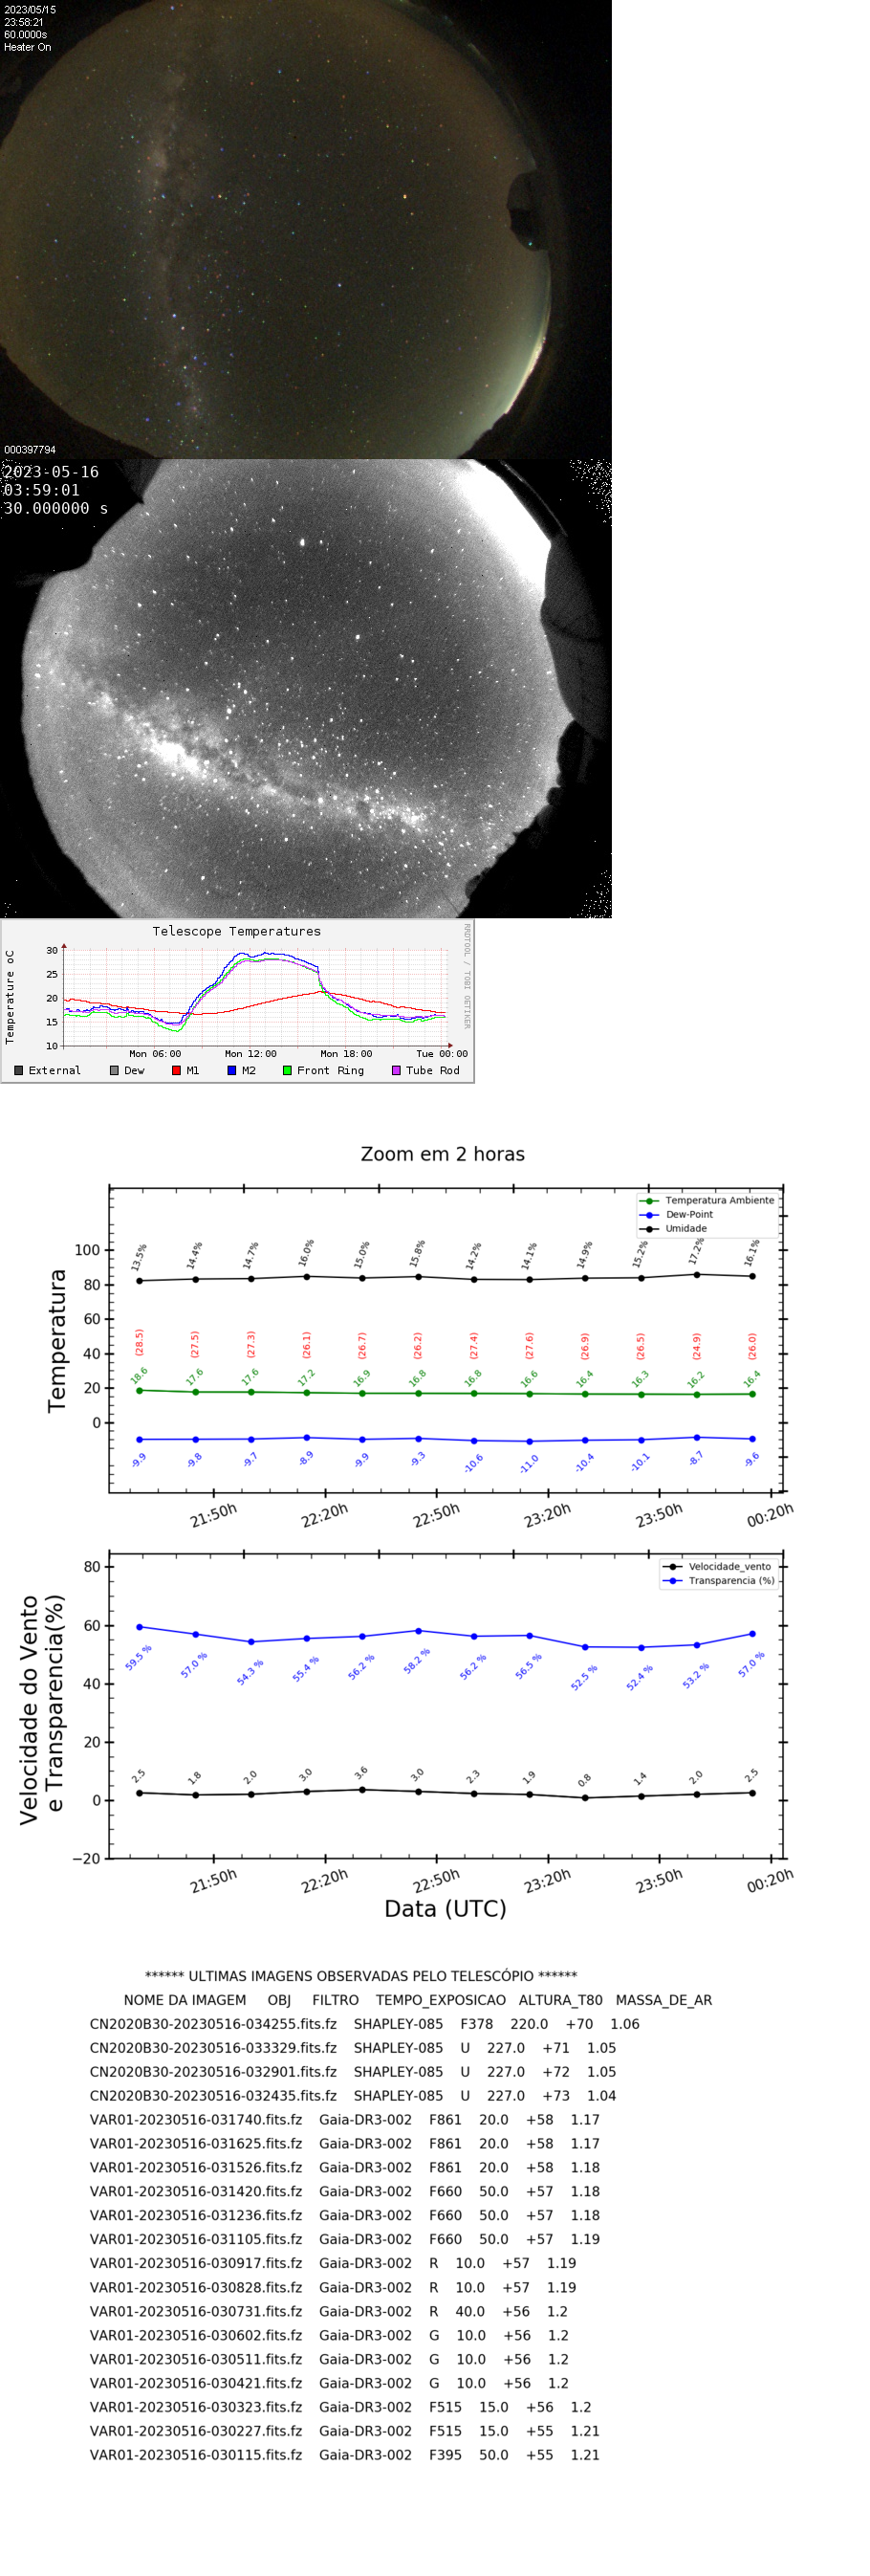 2023/05/15
23:58:21
60.0000s
Heater On
000397794
2023-05-16
03:59:01
30.000000 s
Telescope Temperatures
RRDTOOL / TOBI OETIKER
Temperature oC
30
25
20
15
10
Mon 06:00 Mon 12:00 Mon 18:00 Tue 00:00
External Dew M1 M2 Front Ring Tube Rod
Zoom em 2 horas
Temperatura Ambiente
Dew-Point
Umidade
Temperatura
100
80
60
40
20
0
13.5% 14.4% 14.7% 16.0% 15.0% 15.8% 14.2% 14.1% 14.9% 15.2% 17.2% 16.1%
(28.5) (27.5) (27.3) (26.1) (26.7) (26.2) (27.4) (27.6) (26.9) (26.5) (24.9) (26.0)
18.6 17.6 17.6 17.2 16.9 16.8 16.8 16.6 16.4 16.3 16.2 16.4
-9.9 -9.8 -9.7 -8.9 -9.9 -9.3 -10.6 -11.0 -10.4 -10.1 -8.7 -9.6
21:50h 22:20h 22:50h 23:20h 23:50h 00:20h
Velocidade_vento
Transparencia (%)
Velocidade do Vento
e Transparencia(%)
80
60
40
20
0
−20
59.5 % 57.0 % 54.3 % 55.4 % 56.2 % 58.2 % 56.2 % 56.5 % 52.5 % 52.4 % 53.2 % 57.0 %
2.5 1.8 2.0 3.0 3.6 3.0 2.3 1.9 0.8 1.4 2.0 2.5
21:50h 22:20h 22:50h 23:20h 23:50h 00:20h
Data (UTC)
****** ULTIMAS IMAGENS OBSERVADAS PELO TELESCÓPIO ******
NOME DA IMAGEM OBJ FILTRO TEMPO_EXPOSICAO ALTURA_T80 MASSA_DE_AR
CN2020B30-20230516-034255.fits.fz SHAPLEY-085 F378 220.0 +70 1.06
CN2020B30-20230516-033329.fits.fz SHAPLEY-085 U 227.0 +71 1.05
CN2020B30-20230516-032901.fits.fz SHAPLEY-085 U 227.0 +72 1.05
CN2020B30-20230516-032435.fits.fz SHAPLEY-085 U 227.0 +73 1.04
VAR01-20230516-031740.fits.fz Gaia-DR3-002 F861 20.0 +58 1.17
VAR01-20230516-031625.fits.fz Gaia-DR3-002 F861 20.0 +58 1.17
VAR01-20230516-031526.fits.fz Gaia-DR3-002 F861 20.0 +58 1.18
VAR01-20230516-031420.fits.fz Gaia-DR3-002 F660 50.0 +57 1.18
VAR01-20230516-031236.fits.fz Gaia-DR3-002 F660 50.0 +57 1.18
VAR01-20230516-031105.fits.fz Gaia-DR3-002 F660 50.0 +57 1.19
VAR01-20230516-030917.fits.fz Gaia-DR3-002 R 10.0 +57 1.19
VAR01-20230516-030828.fits.fz Gaia-DR3-002 R 10.0 +57 1.19
VAR01-20230516-030731.fits.fz Gaia-DR3-002 R 40.0 +56 1.2
VAR01-20230516-030602.fits.fz Gaia-DR3-002 G 10.0 +56 1.2
VAR01-20230516-030511.fits.fz Gaia-DR3-002 G 10.0 +56 1.2
VAR01-20230516-030421.fits.fz Gaia-DR3-002 G 10.0 +56 1.2
VAR01-20230516-030323.fits.fz Gaia-DR3-002 F515 15.0 +56 1.2
VAR01-20230516-030227.fits.fz Gaia-DR3-002 F515 15.0 +55 1.21
VAR01-20230516-030115.fits.fz Gaia-DR3-002 F395 50.0 +55 1.21